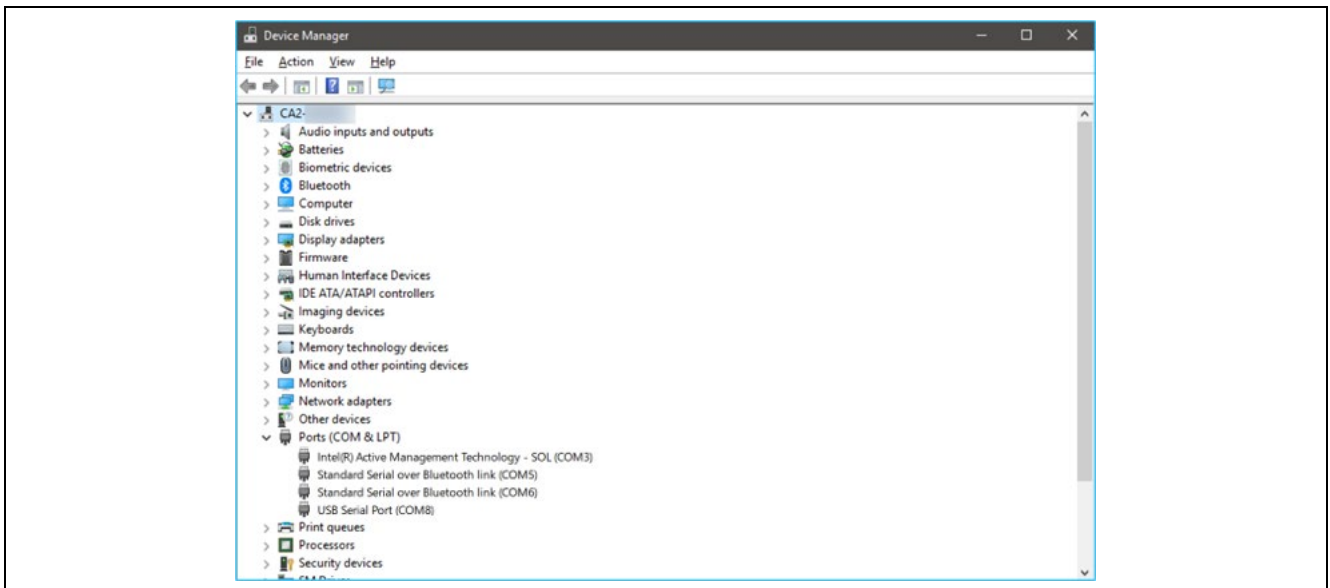 Device Manager
File Action View Help
CA2-
Audio inputs and outputs
Batteries
Biometric devices
Bluetooth
Computer
Disk drives
Display adapters
Firmware
Human Interface Devices
IDE ATA/ATAPI controllers
Imaging devices
Keyboards
Memory technology devices
Mice and other pointing devices
Monitors
Network adapters
Other devices
Ports (COM & LPT)
Intel(R) Active Management Technology - SOL (COM3)
Standard Serial over Bluetooth link (COM5)
Standard Serial over Bluetooth link (COM6)
USB Serial Port (COM8)
Print queues
Processors
Security devices